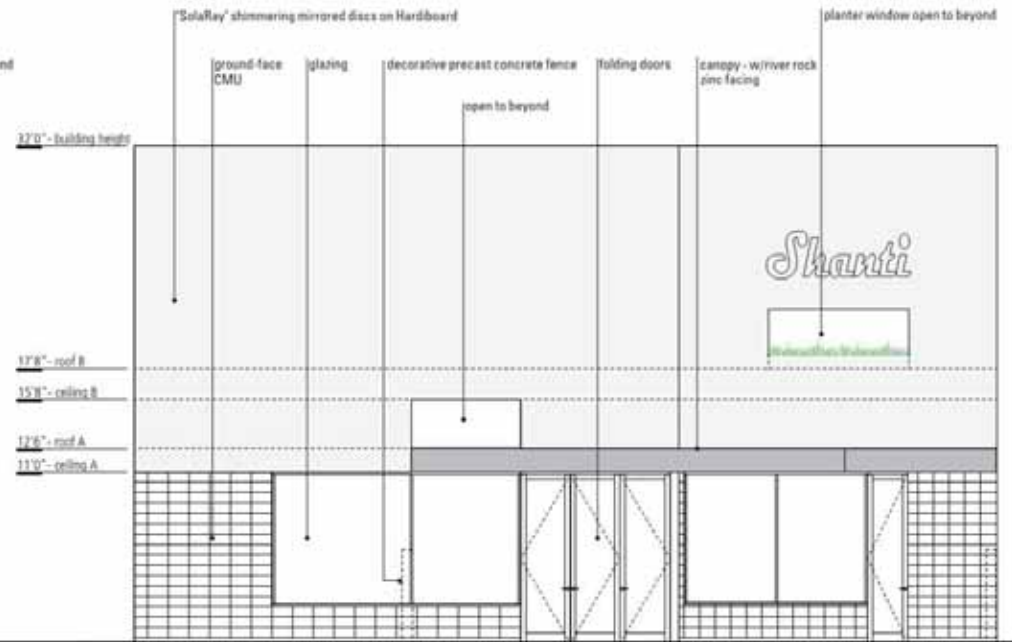 'SolaRay' shimmering mirrored discs on Hardiboard
planter window open to beyond
nd
ground-face
CMU
glazing
decorative precast concrete fence
folding doors
canopy - w/river rock
zinc facing
open to beyond
32'0" - building height
Shanti
17'8" - roof B
15'8" - ceiling B
12'6" - roof A
11'0" - ceiling A